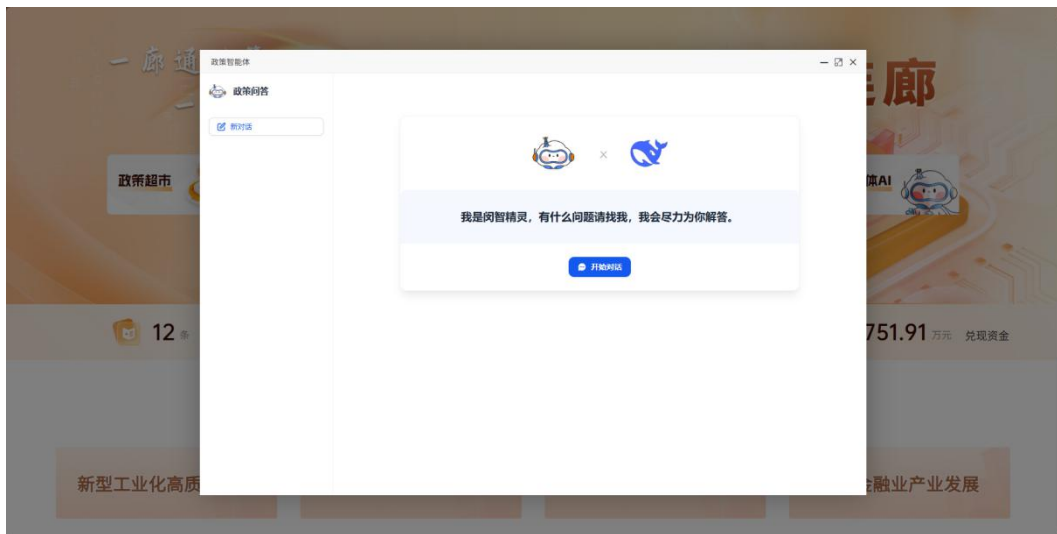 一廊通
一
廊
政策智能体
政策问答
新对话
×
我是闵智精灵，有什么问题请找我，我会尽力为你解答。
开始对话
政策超市
体AI
12 条
751.91 万元 兑现资金
新型工业化高质
融业产业发展